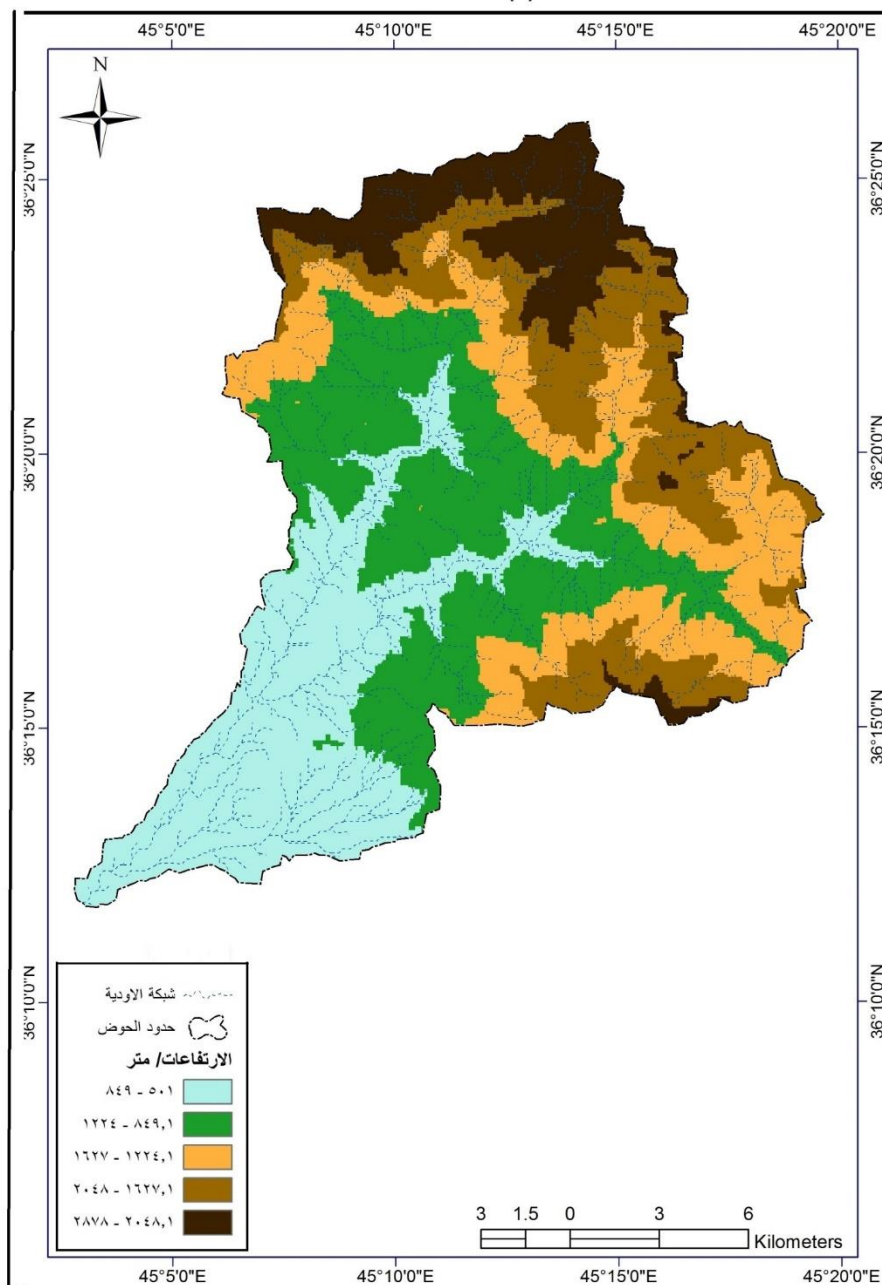 45°5'0"E 45°10'0"E 45°15'0"E 45°20'0"E
N
36°25'0"N 36°25'0"N
36°20'0"N 36°20'0"N
36°15'0"N 36°15'0"N
36°10'0"N 36°10'0"N
شبكة الاودية
حدود الحوض
الارتفاعات/ متر
٥٠١ - ٨٤٩
٨٤٩,١ - ١٢٢٤
١٢٢٤,١ - ١٦٢٧
١٦٢٧,١ - ٢٠٤٨
٢٠٤٨,١ - ٢٨٧٨
3 1.5 0 3 6
Kilometers
45°5'0"E 45°10'0"E 45°15'0"E 45°20'0"E